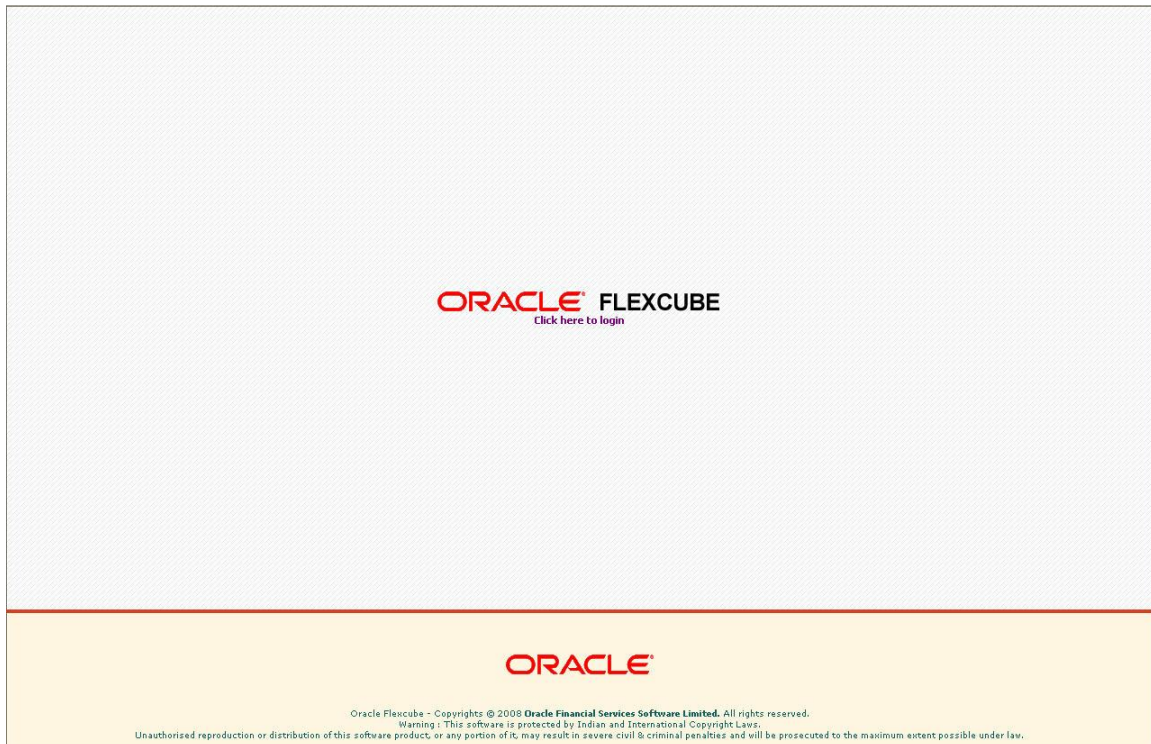 ORACLE® FLEXCUBE
Click here to login
ORACLE®
Oracle Flexcube - Copyrights @ 2008 Oracle Financial Services Software Limited. All rights reserved.
Warning : This software is protected by Indian and International Copyright Laws.
Unauthorised reproduction or distribution of this software product, or any portion of it, may result in severe civil & criminal penalties and will be prosecuted to the maximum extent possible under law.